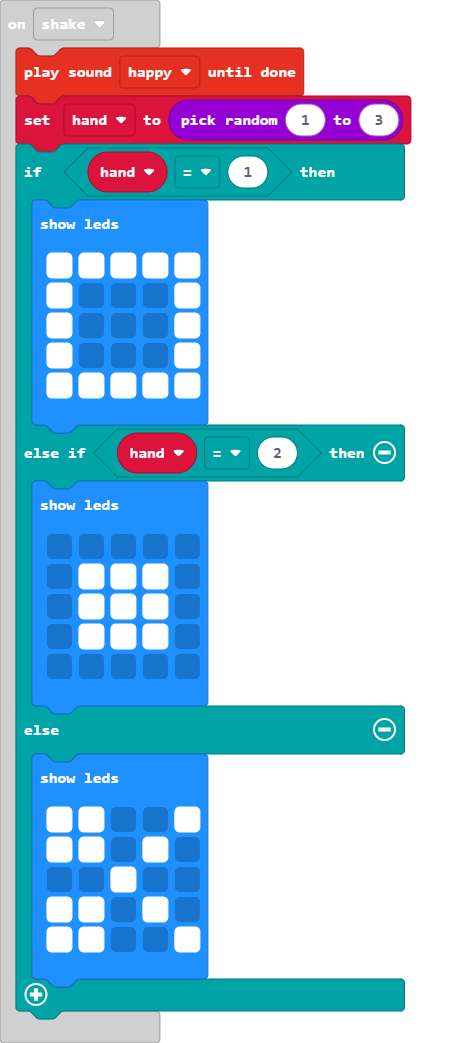 on shake
play sound happy until done
set hand to pick random 1 to 3
if hand = 1 then
show leds
else if hand = 2 then
show leds
else
show leds